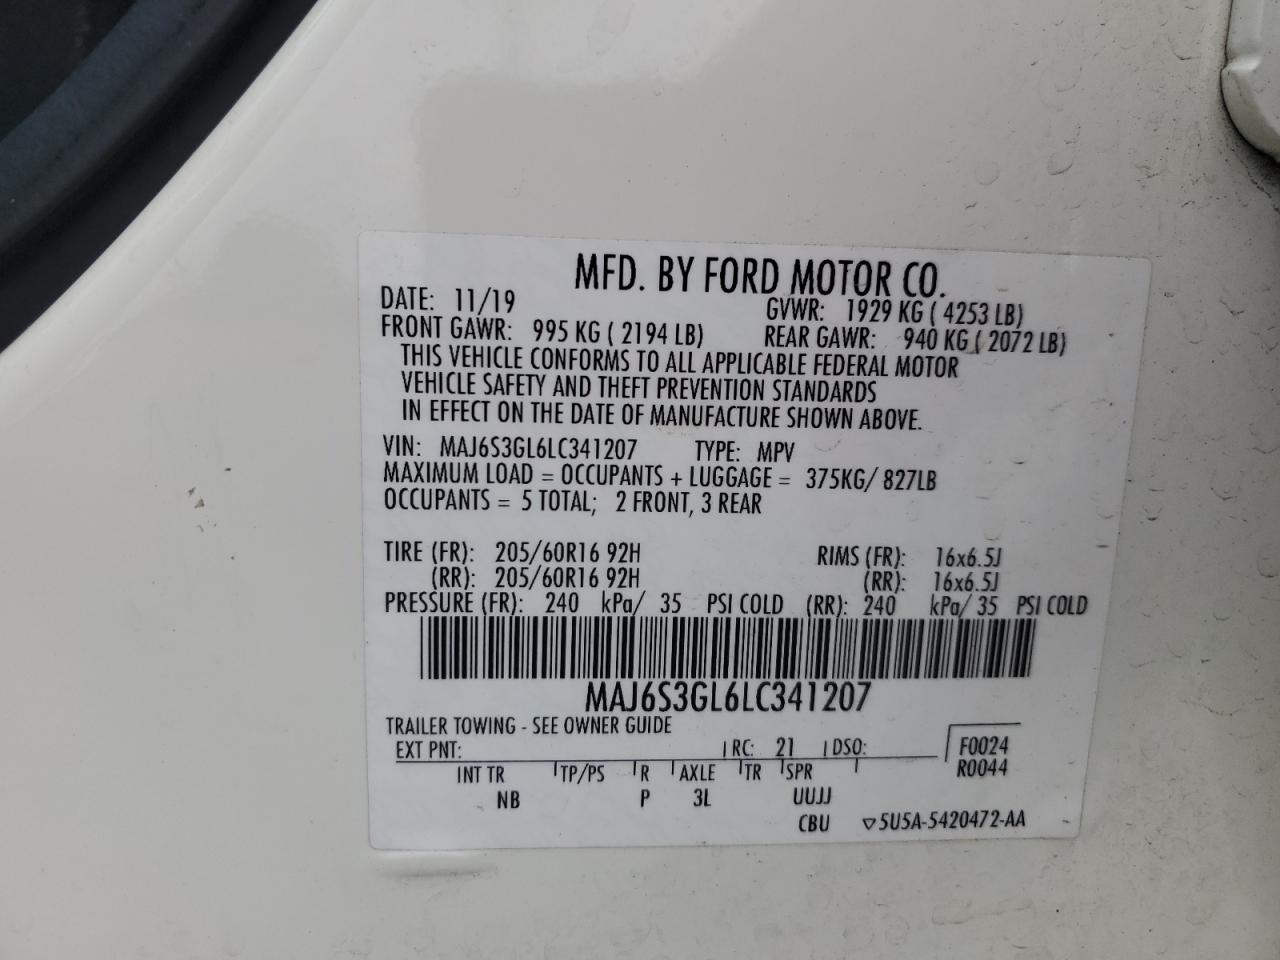 MFD. BY FORD MOTOR CO.
DATE: 11/19 GVWR: 1929 KG ( 4253 LB)
FRONT GAWR: 995 KG ( 2194 LB) REAR GAWR: 940 KG ( 2072 LB)
THIS VEHICLE CONFORMS TO ALL APPLICABLE FEDERAL MOTOR
VEHICLE SAFETY AND THEFT PREVENTION STANDARDS
IN EFFECT ON THE DATE OF MANUFACTURE SHOWN ABOVE.
VIN: MAJ6S3GL6LC341207 TYPE: MPV
MAXIMUM LOAD = OCCUPANTS + LUGGAGE = 375KG/ 827LB
OCCUPANTS = 5 TOTAL; 2 FRONT, 3 REAR
TIRE (FR): 205/60R16 92H RIMS (FR): 16x6.5J
(RR): 205/60R16 92H (RR): 16x6.5J
PRESSURE (FR): 240 kPa/ 35 PSI COLD (RR): 240 kPa/ 35 PSI COLD
MAJ6S3GL6LC341207
TRAILER TOWING - SEE OWNER GUIDE
EXT PNT: RC: 21 DSO: F0024
INT TR TP/PS R AXLE TR SPR R0044
NB P 3L UUJJ
CBU ▽5U5A-5420472-AA